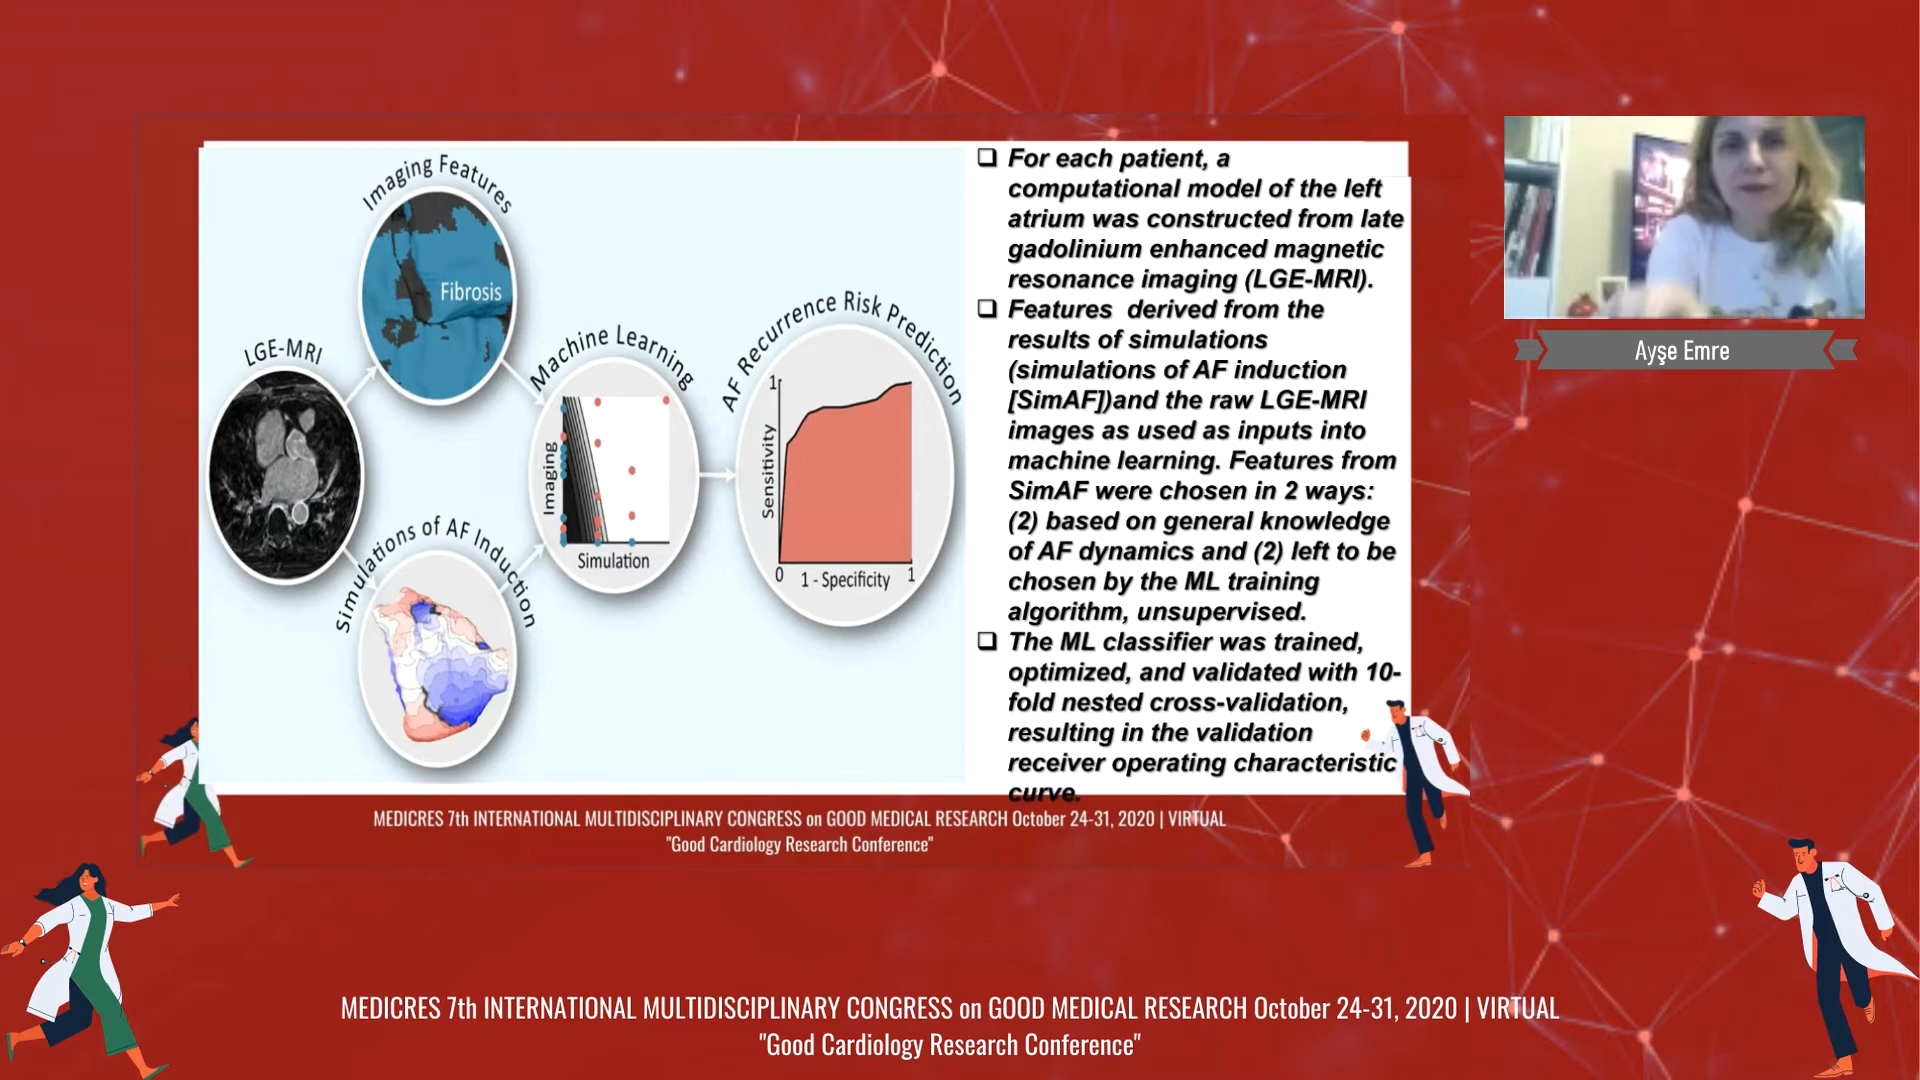 Imaging Features
Fibrosis
LGE-MRI
Simulations of AF Induction
Machine Learning
Imaging
Simulation
AF Recurrence Risk Prediction
1
Sensitivity
0
1 - Specificity
1
❑ For each patient, a
computational model of the left
atrium was constructed from late
gadolinium enhanced magnetic
resonance imaging (LGE-MRI).
❑ Features derived from the
results of simulations
(simulations of AF induction
[SimAF])and the raw LGE-MRI
images as used as inputs into
machine learning. Features from
SimAF were chosen in 2 ways:
(2) based on general knowledge
of AF dynamics and (2) left to be
chosen by the ML training
algorithm, unsupervised.
❑ The ML classifier was trained,
optimized, and validated with 10-
fold nested cross-validation,
resulting in the validation
receiver operating characteristic
curve.
MEDICRES 7th INTERNATIONAL MULTIDISCIPLINARY CONGRESS on GOOD MEDICAL RESEARCH October 24-31, 2020 | VIRTUAL
"Good Cardiology Research Conference"
Ayşe Emre
MEDICRES 7th INTERNATIONAL MULTIDISCIPLINARY CONGRESS on GOOD MEDICAL RESEARCH October 24-31, 2020 | VIRTUAL
"Good Cardiology Research Conference"